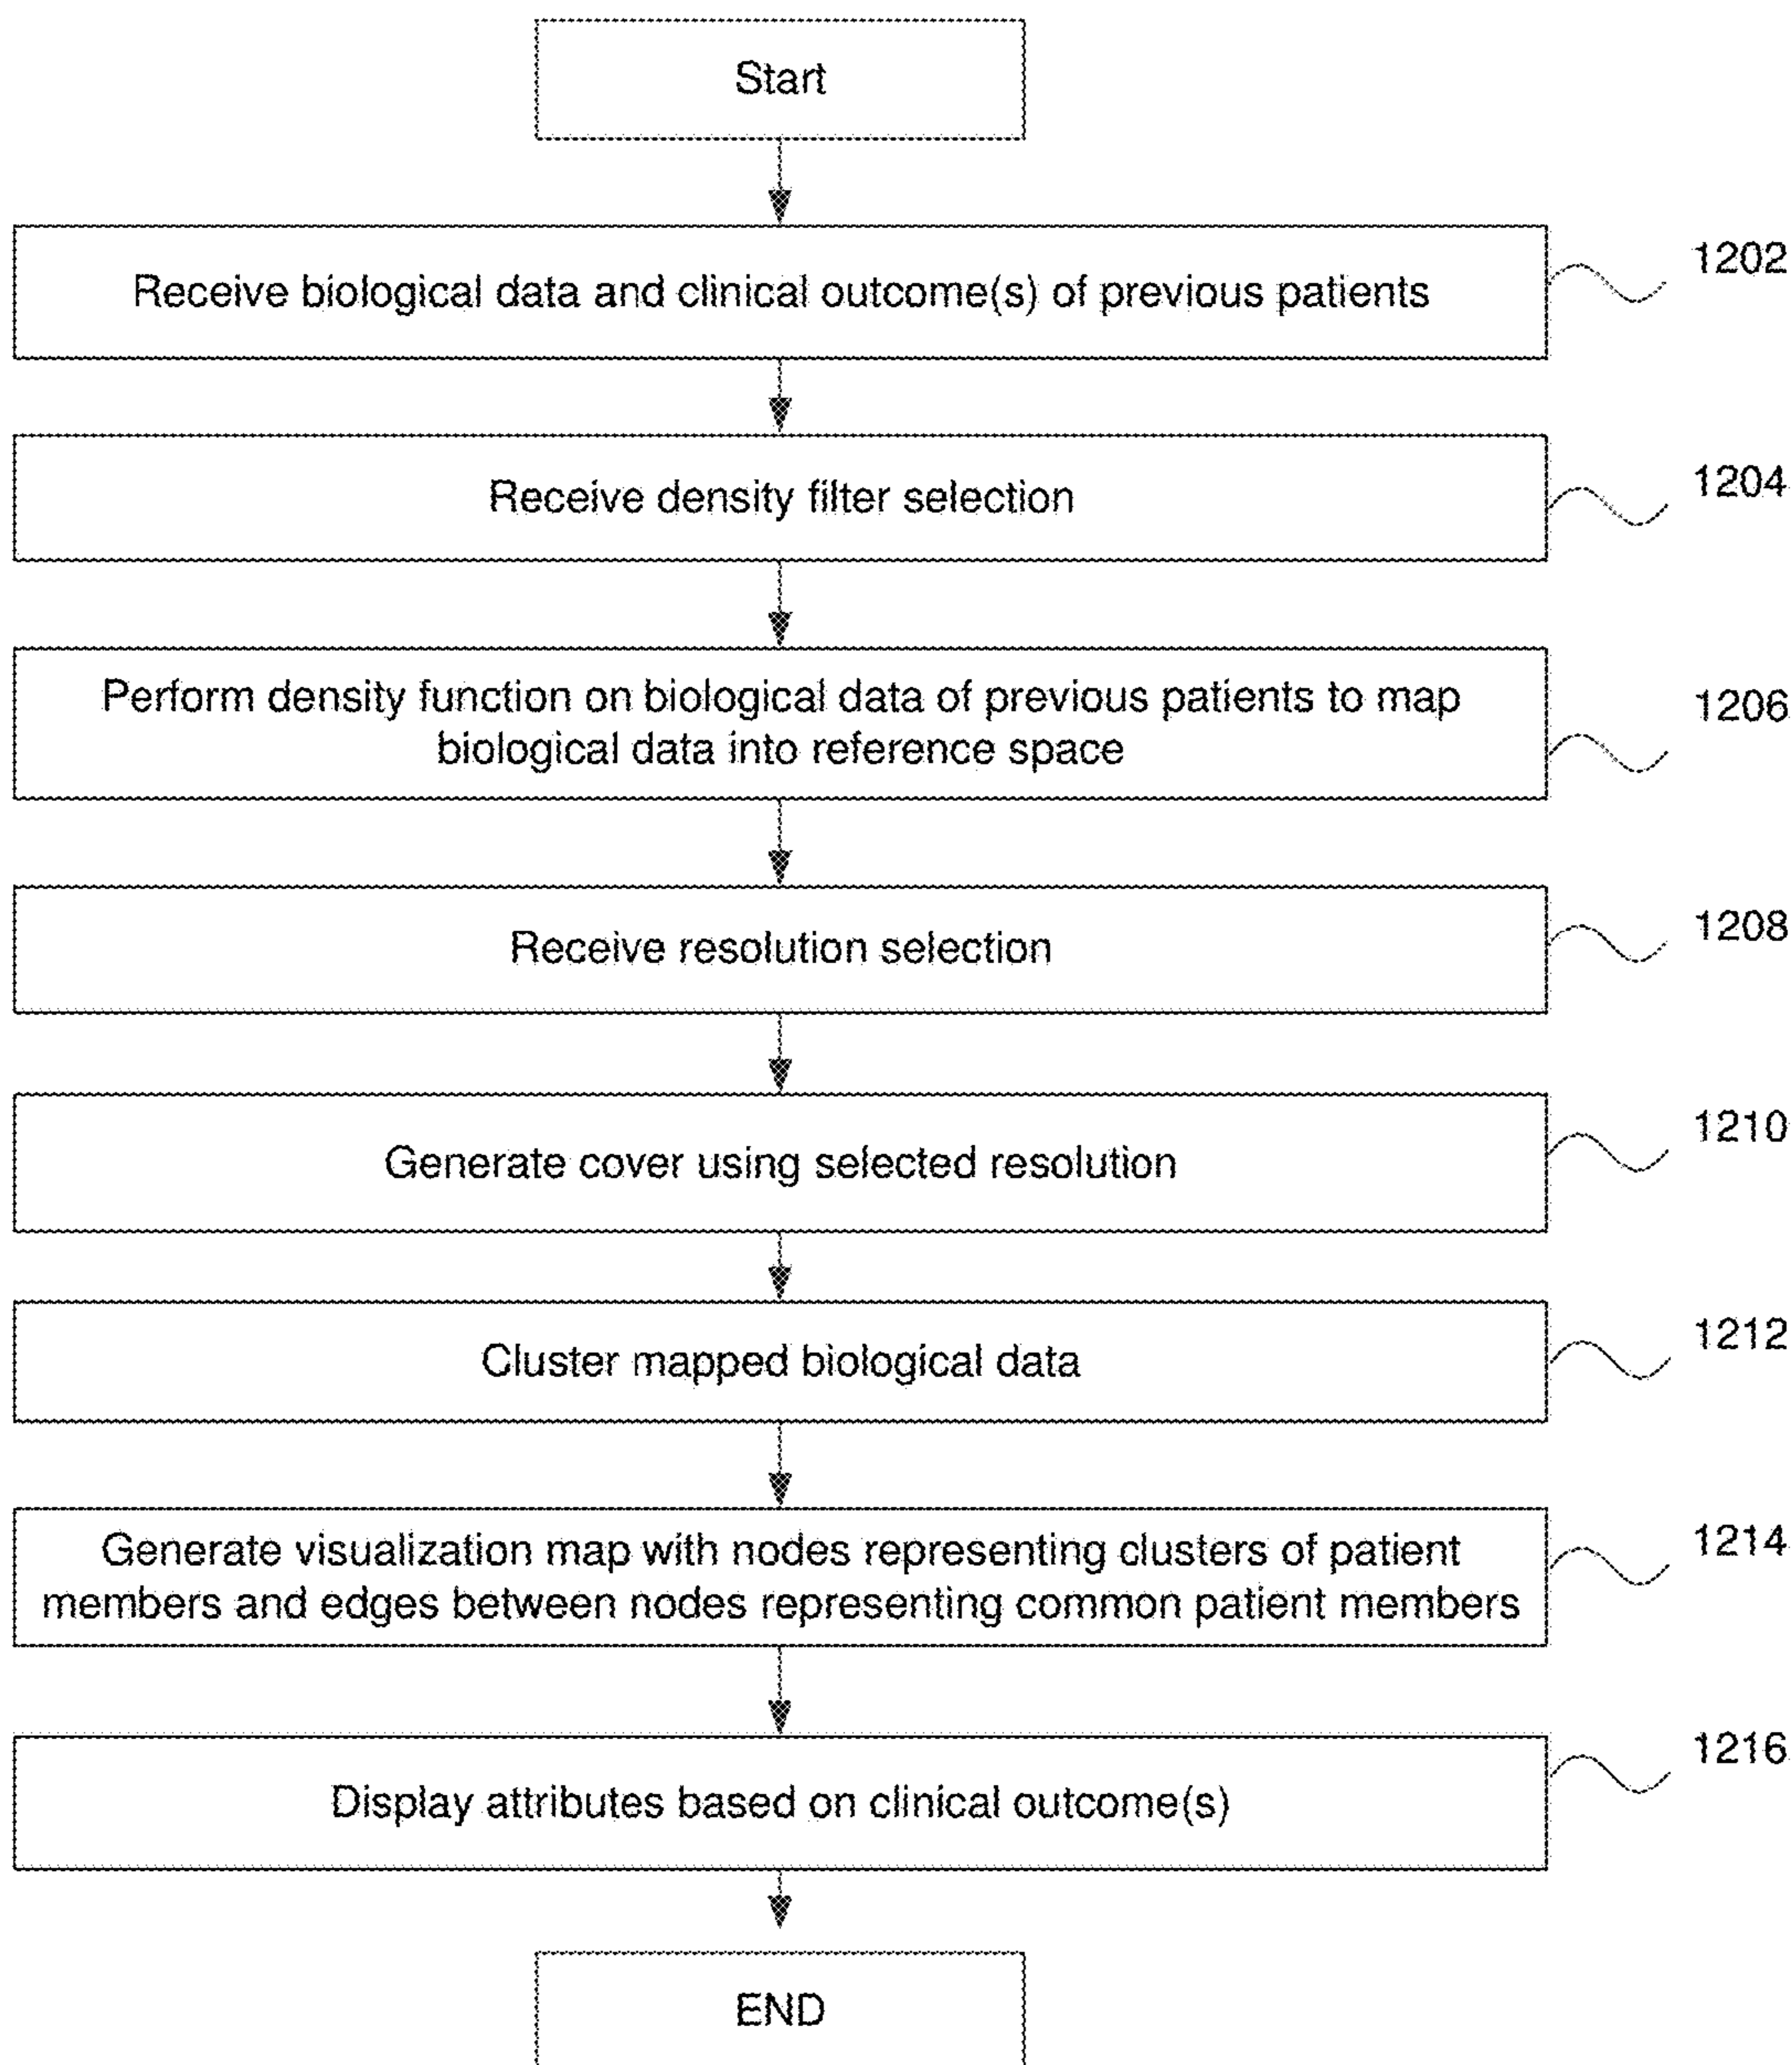 Start
Receive biological data and clinical outcome(s) of previous patients
1202
Receive density filter selection
1204
Perform density function on biological data of previous patients to map
biological data into reference space
1206
Receive resolution selection
1208
Generate cover using selected resolution
1210
Cluster mapped biological data
1212
Generate visualization map with nodes representing clusters of patient
members and edges between nodes representing common patient members
1214
Display attributes based on clinical outcome(s)
1216
END